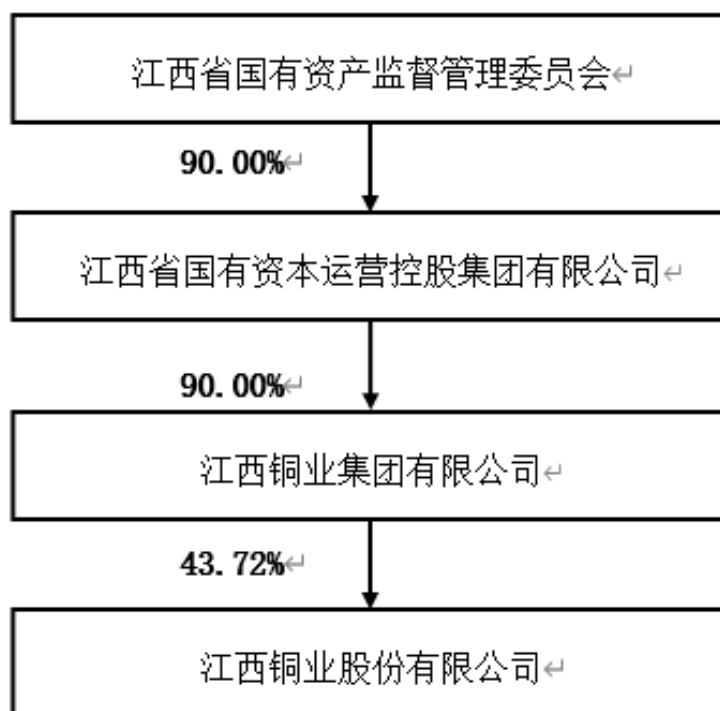 江西省国有资产监督管理委员会
90.00%
江西省国有资本运营控股集团有限公司
90.00%
江西铜业集团有限公司
43.72%
江西铜业股份有限公司